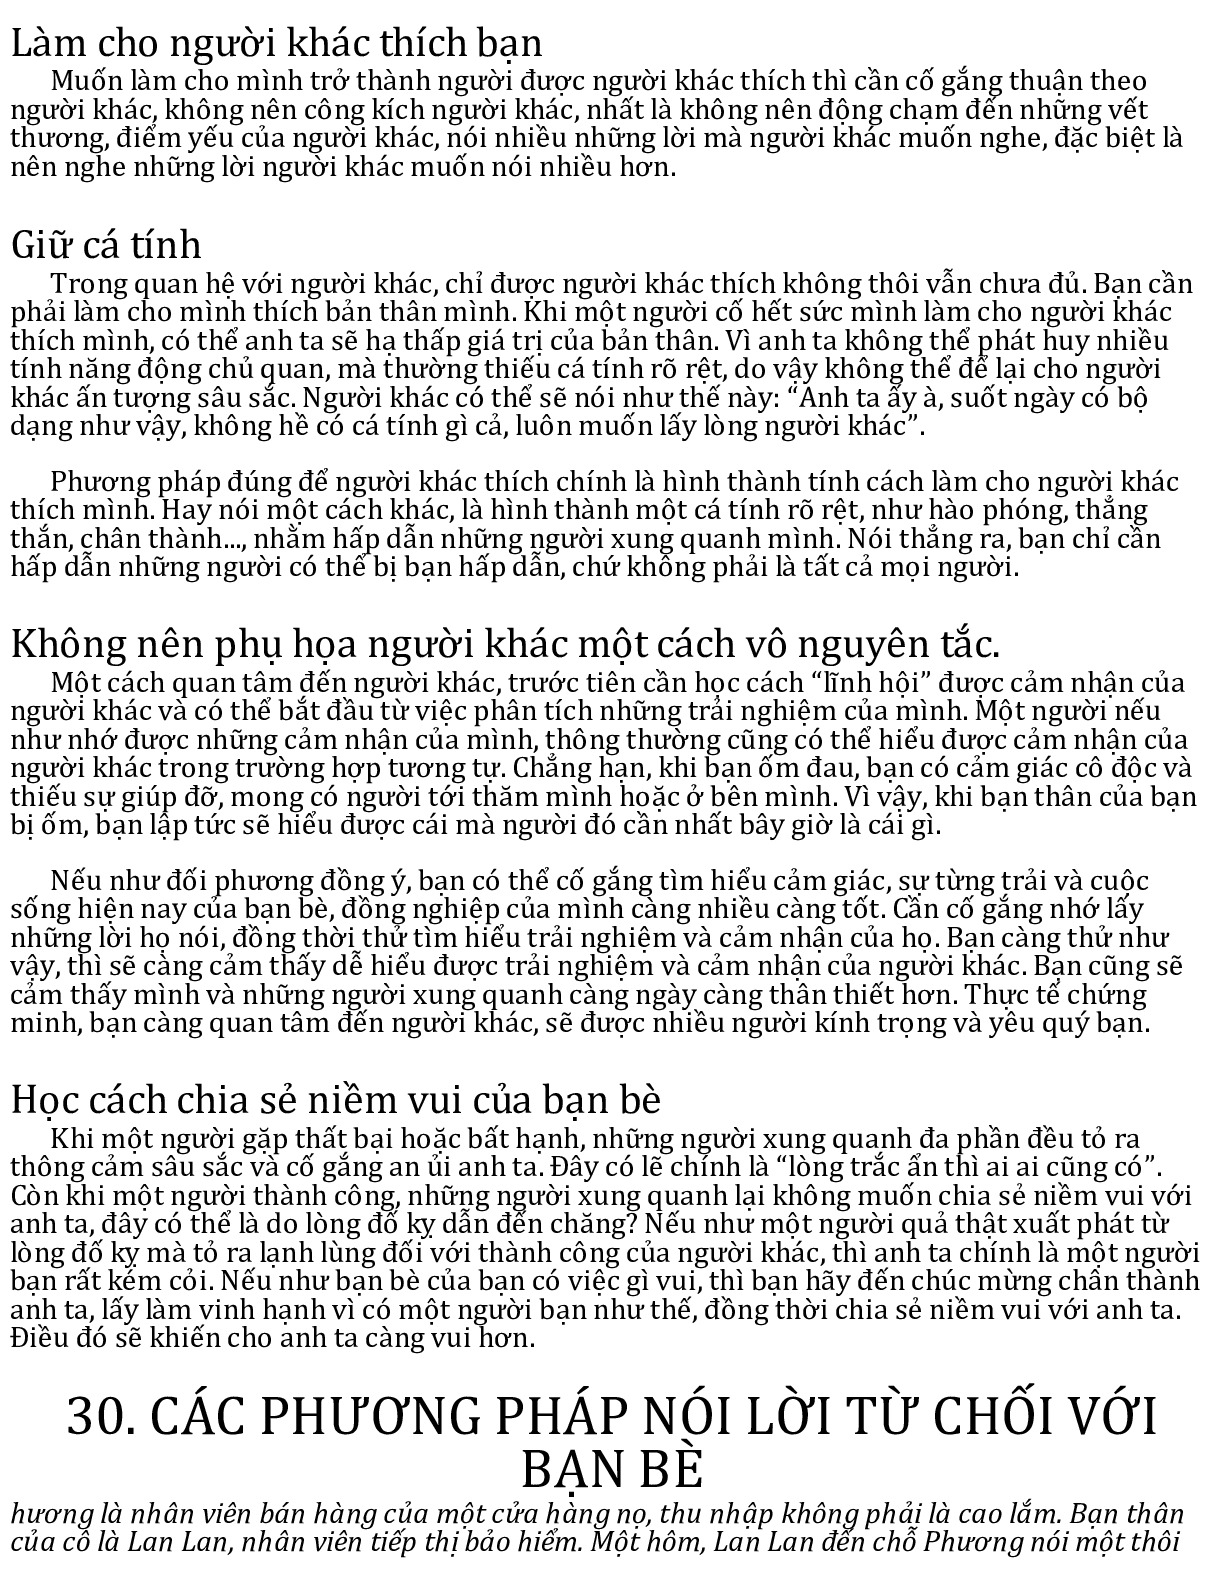 Làm cho người khác thích bạn
Muốn làm cho mình trở thành người được người khác thích thì cần cố gắng thuận theo
người khác, không nên công kích người khác, nhất là không nên động chạm đến những vết
thương, điểm yếu của người khác, nói nhiều những lời mà người khác muốn nghe, đặc biệt là
nên nghe những lời người khác muốn nói nhiều hơn.
Giữ cá tính
Trong quan hệ với người khác, chỉ được người khác thích không thôi vẫn chưa đủ. Bạn cần
phải làm cho mình thích bản thân mình. Khi một người cố hết sức mình làm cho người khác
thích mình, có thể anh ta sẽ hạ thấp giá trị của bản thân. Vì anh ta không thể phát huy nhiều
tính năng động chủ quan, mà thường thiếu cá tính rõ rệt, do vậy không thể để lại cho người
khác ấn tượng sâu sắc. Người khác có thể sẽ nói như thế này: “Anh ta ấy à, suốt ngày có bộ
dạng như vậy, không hề có cá tính gì cả, luôn muốn lấy lòng người khác”.
Phương pháp đúng để người khác thích chính là hình thành tính cách làm cho người khác
thích mình. Hay nói một cách khác, là hình thành một cá tính rõ rệt, như hào phóng, thẳng
thắn, chân thành..., nhằm hấp dẫn những người xung quanh mình. Nói thẳng ra, bạn chỉ cần
hấp dẫn những người có thể bị bạn hấp dẫn, chứ không phải là tất cả mọi người.
Không nên phụ họa người khác một cách vô nguyên tắc.
Một cách quan tâm đến người khác, trước tiên cần học cách “lĩnh hội” được cảm nhận của
người khác và có thể bắt đầu từ việc phân tích những trải nghiệm của mình. Một người nếu
như nhớ được những cảm nhận của mình, thông thường cũng có thể hiểu được cảm nhận của
người khác trong trường hợp tương tự. Chẳng hạn, khi bạn ốm đau, bạn có cảm giác cô độc và
thiếu sự giúp đỡ, mong có người tới thăm mình hoặc ở bên mình. Vì vậy, khi bạn thân của bạn
bị ốm, bạn lập tức sẽ hiểu được cái mà người đó cần nhất bây giờ là cái gì.
Nếu như đối phương đồng ý, bạn có thể cố gắng tìm hiểu cảm giác, sự từng trải và cuộc
sống hiện nay của bạn bè, đồng nghiệp của mình càng nhiều càng tốt. Cần cố gắng nhớ lấy
những lời họ nói, đồng thời thử tìm hiểu trải nghiệm và cảm nhận của họ. Bạn càng thử như
vậy, thì sẽ càng cảm thấy dễ hiểu được trải nghiệm và cảm nhận của người khác. Bạn cũng sẽ
cảm thấy mình và những người xung quanh càng ngày càng thân thiết hơn. Thực tế chứng
minh, bạn càng quan tâm đến người khác, sẽ được nhiều người kính trọng và yêu quý bạn.
Học cách chia sẻ niềm vui của bạn bè
Khi một người gặp thất bại hoặc bất hạnh, những người xung quanh đa phần đều tỏ ra
thông cảm sâu sắc và cố gắng an ủi anh ta. Đây có lẽ chính là “lòng trắc ẩn thì ai ai cũng có”.
Còn khi một người thành công, những người xung quanh lại không muốn chia sẻ niềm vui với
anh ta, đây có thể là do lòng đố kỵ dẫn đến chăng? Nếu như một người quả thật xuất phát từ
lòng đố kỵ mà tỏ ra lạnh lùng đối với thành công của người khác, thì anh ta chính là một người
bạn rất kém cỏi. Nếu như bạn bè của bạn có việc gì vui, thì bạn hãy đến chúc mừng chân thành
anh ta, lấy làm vinh hạnh vì có một người bạn như thế, đồng thời chia sẻ niềm vui với anh ta.
Điều đó sẽ khiến cho anh ta càng vui hơn.
30. CÁC PHƯƠNG PHÁP NÓI LỜI TỪ CHỐI VỚI
BẠN BÈ
hương là nhân viên bán hàng của một cửa hàng nọ, thu nhập không phải là cao lắm. Bạn thân
của cô là Lan Lan, nhân viên tiếp thị bảo hiểm. Một hôm, Lan Lan đến chỗ Phương nói một thôi